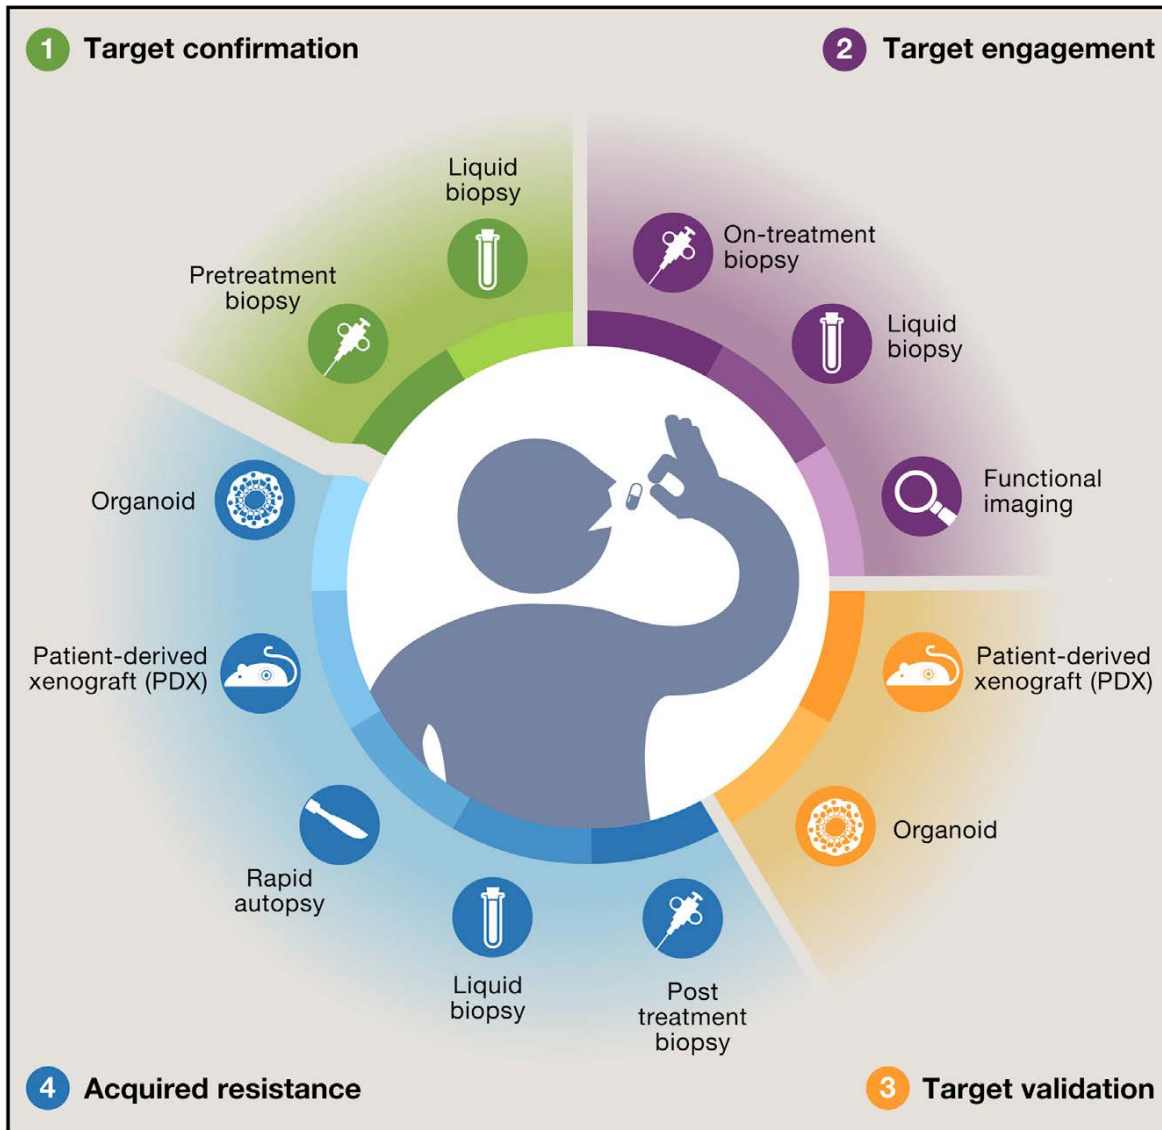 1 Target confirmation
2 Target engagement
Liquid
biopsy
Pretreatment
biopsy
On-treatment
biopsy
Liquid
biopsy
Functional
imaging
Organoid
Patient-derived
xenograft (PDX)
Rapid
autopsy
Liquid
biopsy
Post
treatment
biopsy
Patient-derived
xenograft (PDX)
Organoid
4 Acquired resistance
3 Target validation